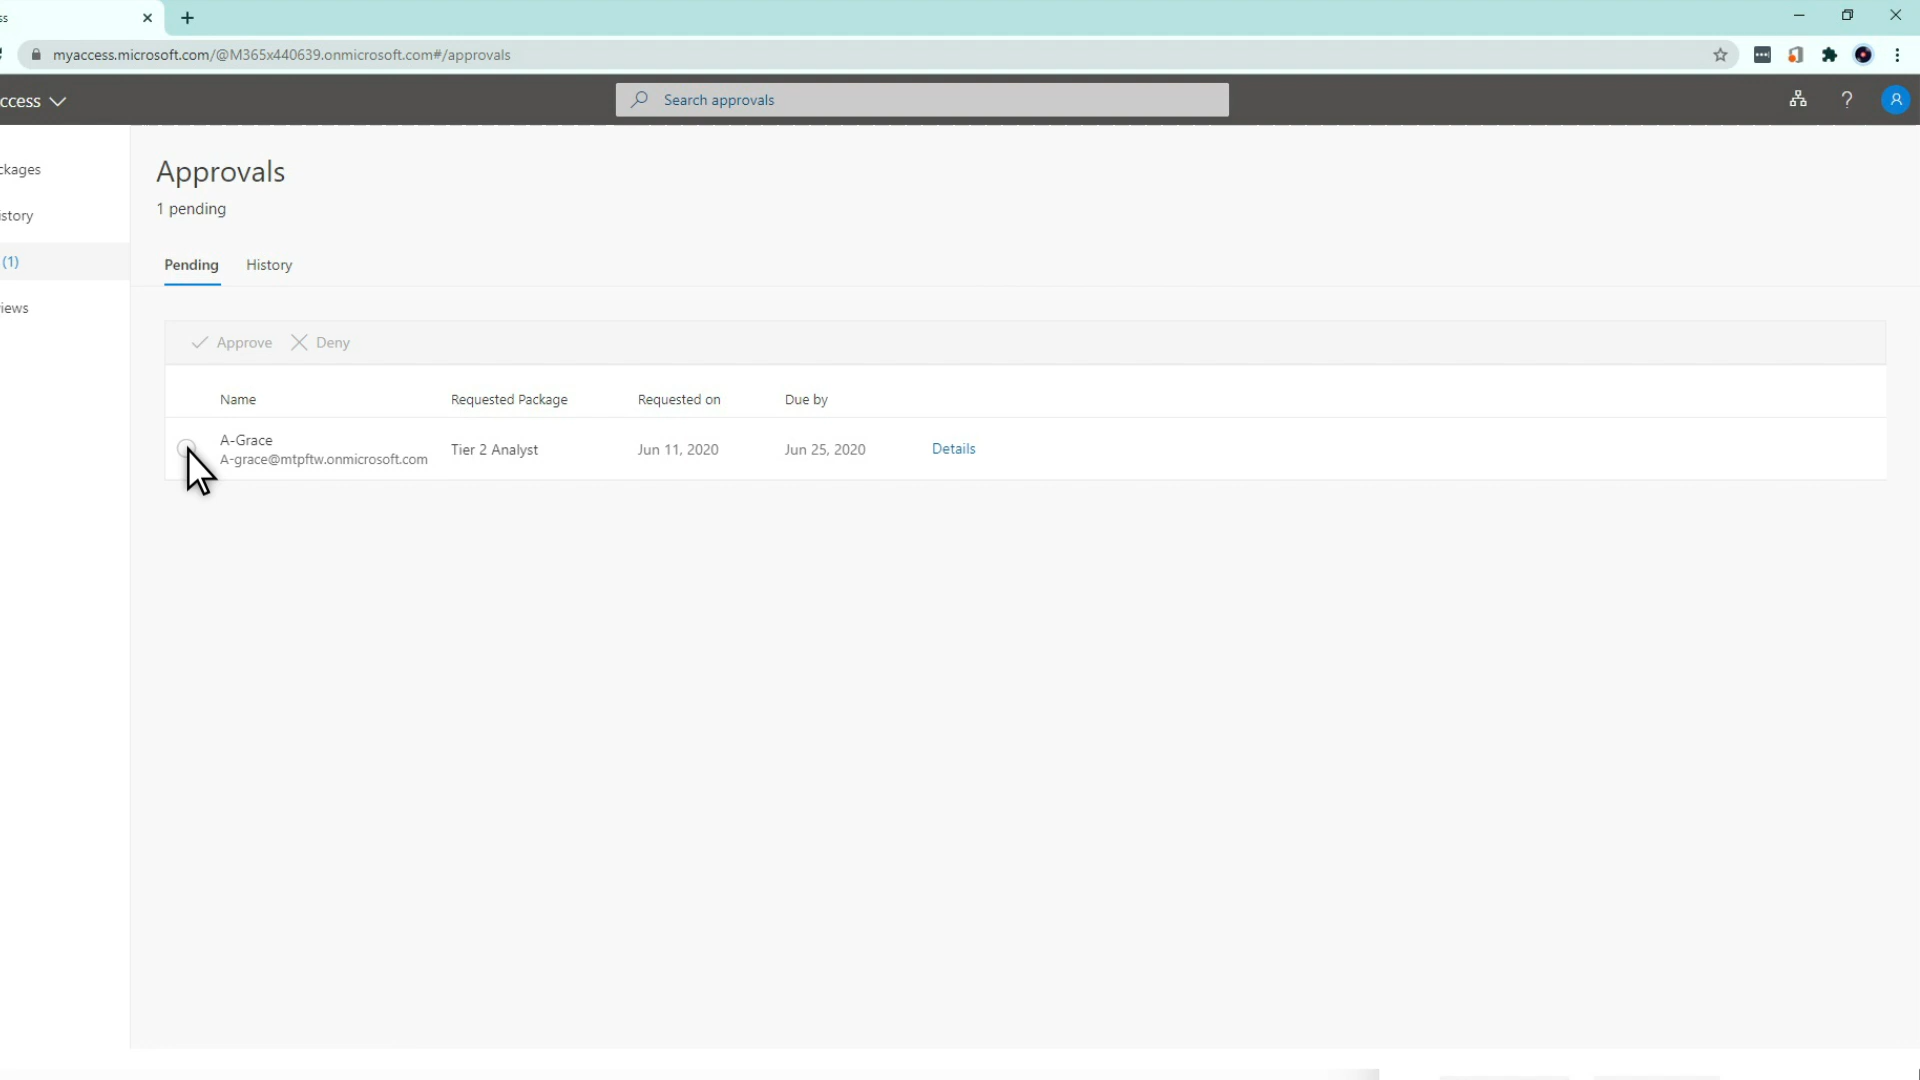 ss
myaccess.microsoft.com/@M365x440639.onmicrosoft.com#/approvals
ccess
Search approvals
?
ckages
istory
(1)
iews
Approvals
1 pending
Pending History
Approve Deny
Name Requested Package Requested on Due by
A-Grace
A-grace@mtpftw.onmicrosoft.com Tier 2 Analyst Jun 11, 2020 Jun 25, 2020 Details